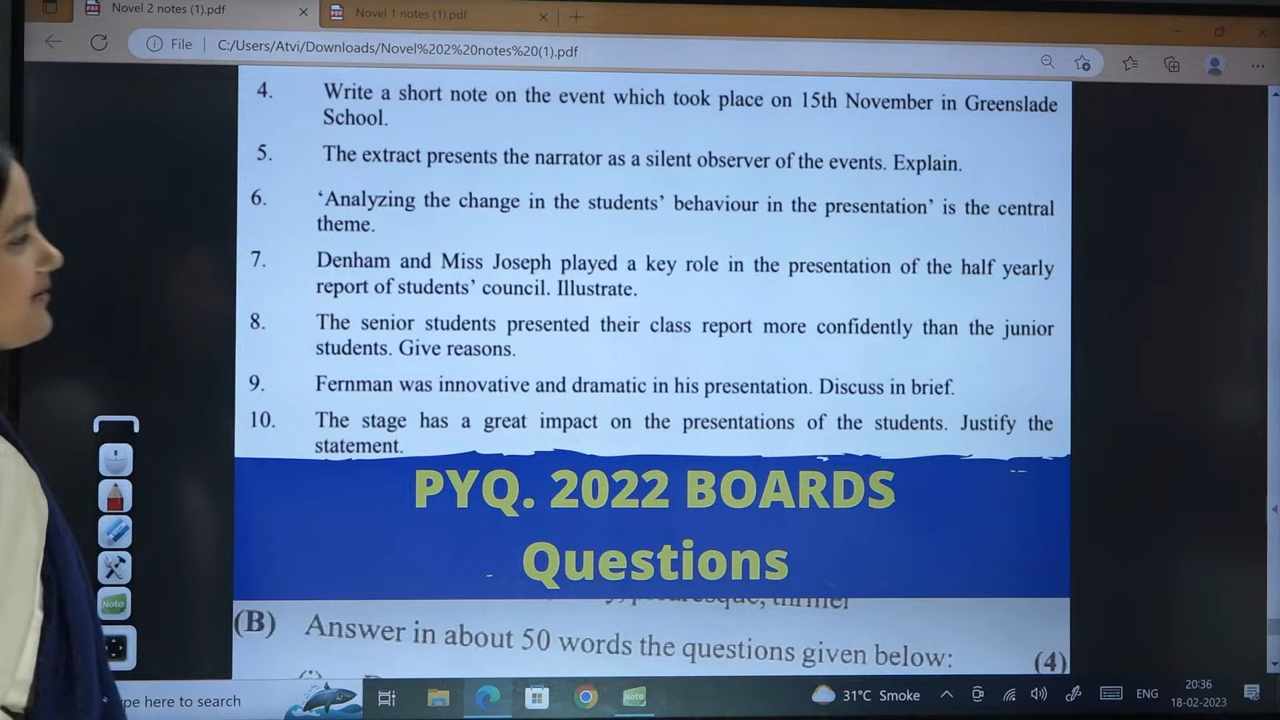 Novel 2 notes (1).pdf
Novel 1 notes (1).pdf
File
C:/Users/Atvi/Downloads/Novel%202%20notes%20(1).pdf
4. Write a short note on the event which took place on 15th November in Greenslade
School.
5. The extract presents the narrator as a silent observer of the events. Explain.
6. ‘Analyzing the change in the students’ behaviour in the presentation’ is the central
theme.
7. Denham and Miss Joseph played a key role in the presentation of the half yearly
report of students’ council. Illustrate.
8. The senior students presented their class report more confidently than the junior
students. Give reasons.
9. Fernman was innovative and dramatic in his presentation. Discuss in brief.
10. The stage has a great impact on the presentations of the students. Justify the
statement.
PYQ. 2022 BOARDS
Questions
(B) Answer in about 50 words the questions given below: (4)
Note
pe here to search
Note
31°C Smoke
ENG
20:36
18-02-2023